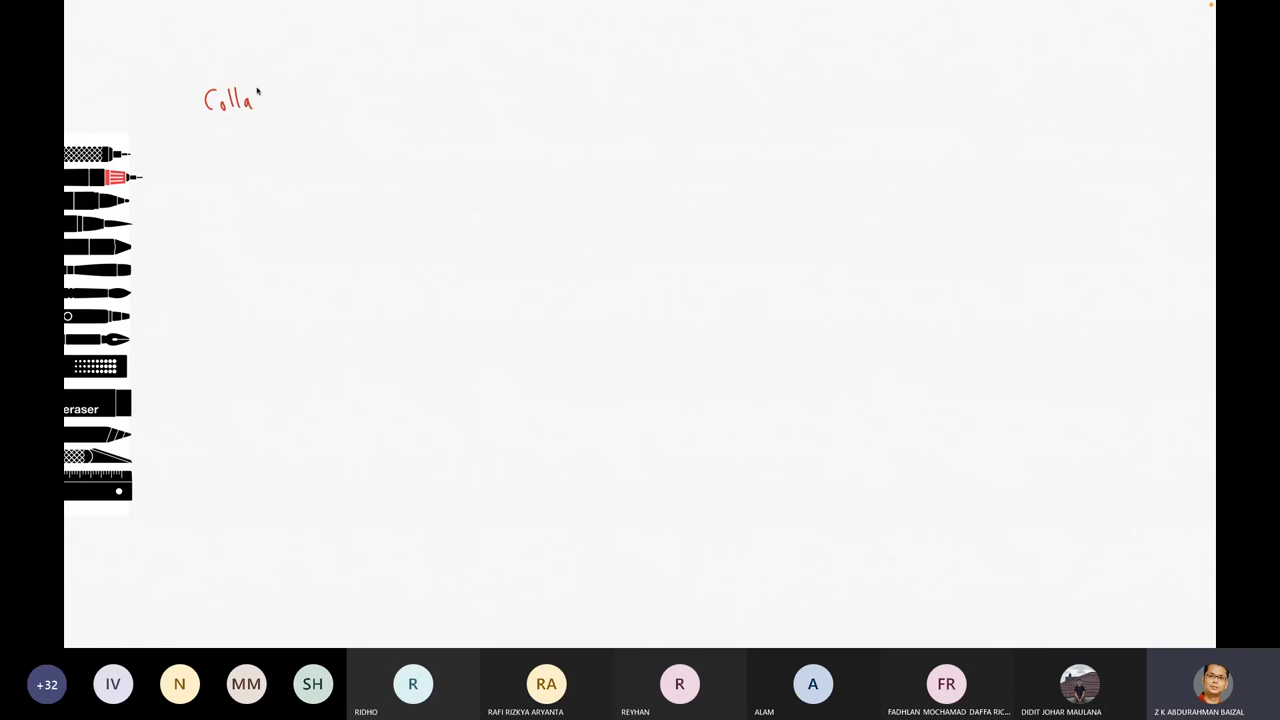 Colla
eraser
+32
IV
N
MM
SH
R
RA
R
A
FR
RIDHO
RAFI RIZKYA ARYANTA
REYHAN
ALAM
FADHLAN MOCHAMAD DAFFA RIC...
DIDIT JOHAR MAULANA
Z K ABDURAHMAN BAIZAL